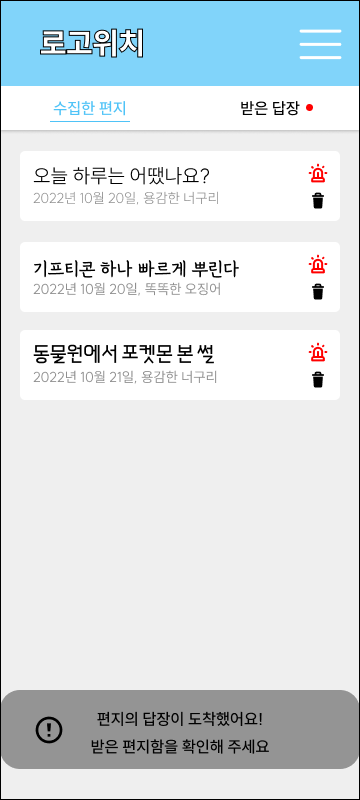 로고위치
수집한 편지
받은 답장
오늘 하루는 어땠나요?
2022년 10월 20일, 용감한 너구리
기프티콘 하나 빠르게 뿌린다
2022년 10월 20일, 똑똑한 오징어
동물원에서 포켓몬 본 썰
2022년 10월 21일, 용감한 너구리
편지의 답장이 도착했어요!
받은 편지함을 확인해 주세요